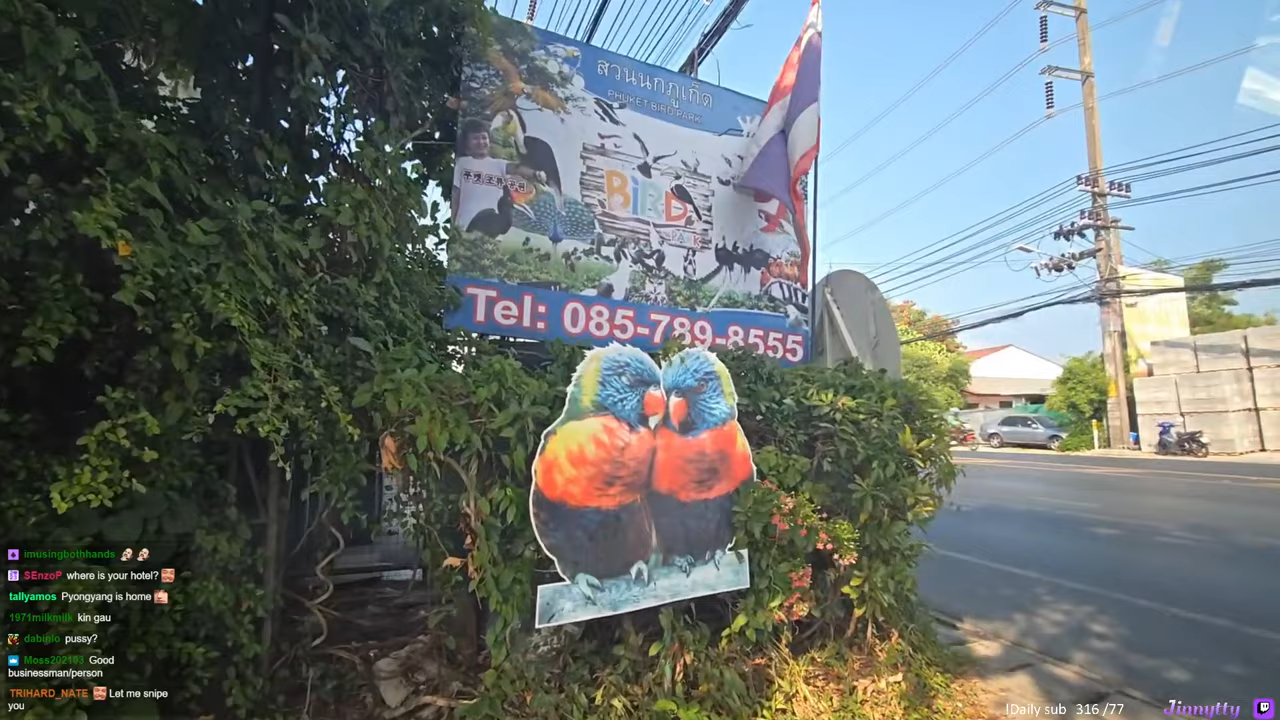 สวนนกภูเก็ต
PHUKET BIRD PARK
BiRD
PARK
Tel: 085-789-8555
imusingbothhands
SEnzoP where is your hotel?
tallyamos Pyongyang is home
1971milkmilk kin gau
dabinlo pussy?
Moss202103 Good
businessman/person
TRIHARD_NATE Let me snipe
you
!Daily sub 316 /77
Jinnytty